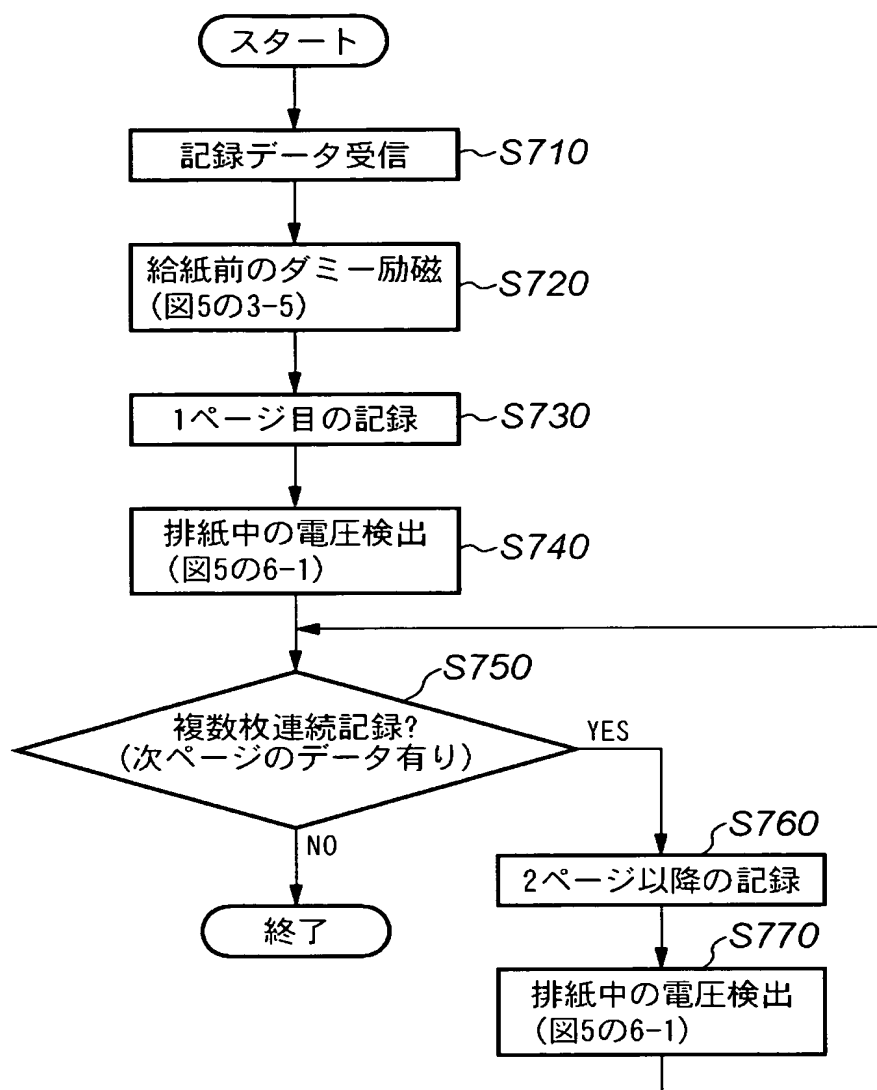 スタート
記録データ受信
S710
給紙前のダミー励磁
(図5の3-5)
S720
1ページ目の記録
S730
排紙中の電圧検出
(図5の6-1)
S740
S750
複数枚連続記録?
(次ページのデータ有り)
YES
NO
S760
2ページ以降の記録
終了
S770
排紙中の電圧検出
(図5の6-1)